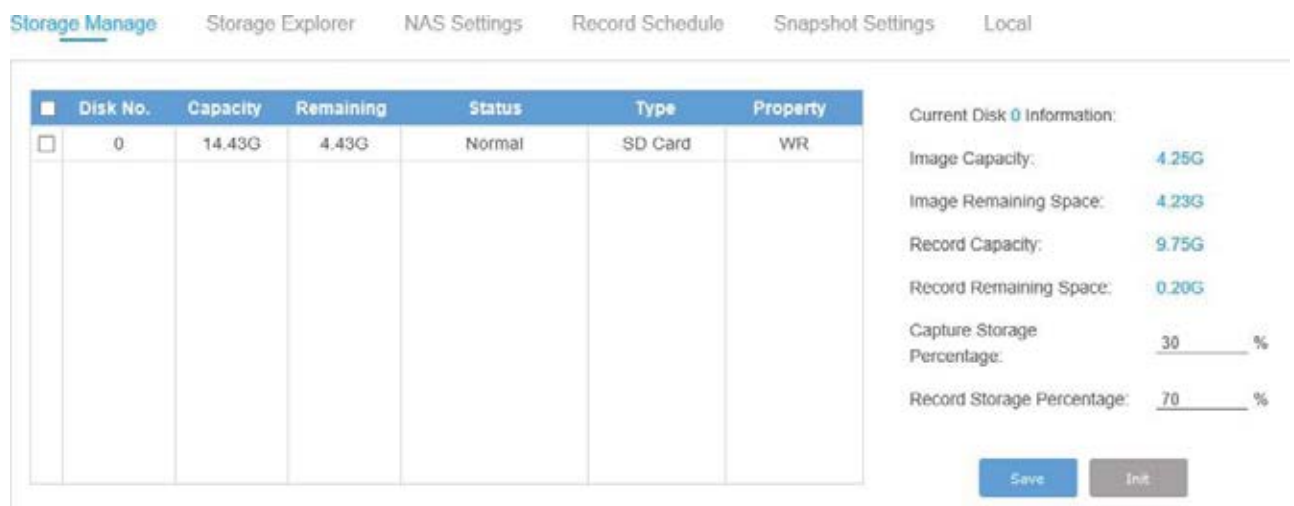 Storage Manage Storage Explorer NAS Settings Record Schedule Snapshot Settings Local
Disk No. Capacity Remaining Status Type Property
0 14.43G 4.43G Normal SD Card WR
Current Disk 0 Information:
Image Capacity: 4.25G
Image Remaining Space: 4.23G
Record Capacity: 9.75G
Record Remaining Space: 0.20G
Capture Storage
Percentage: 30 %
Record Storage Percentage: 70 %
Save Init